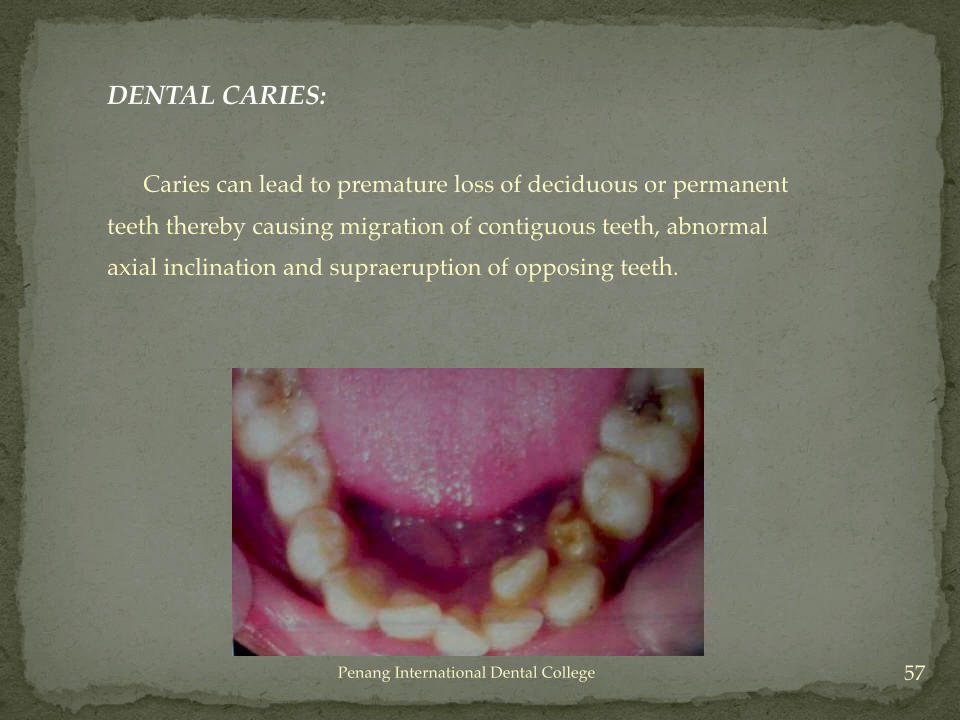 DENTAL CARIES:
Caries can lead to premature loss of deciduous or permanent
teeth thereby causing migration of contiguous teeth, abnormal
axial inclination and supraeruption of opposing teeth.
Penang International Dental College
57